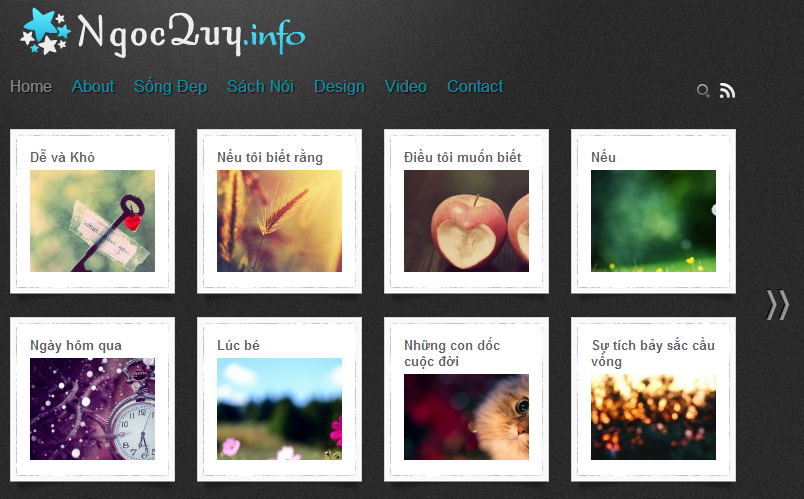 NgocQuy.info
Home About Sống Đẹp Sách Nói Design Video Contact
Dễ và Khó
Nếu tôi biết rằng
Điều tôi muốn biết
Nếu
Ngày hôm qua
Lúc bé
Những con dốc
cuộc đời
Sự tích bảy sắc cầu
vồng